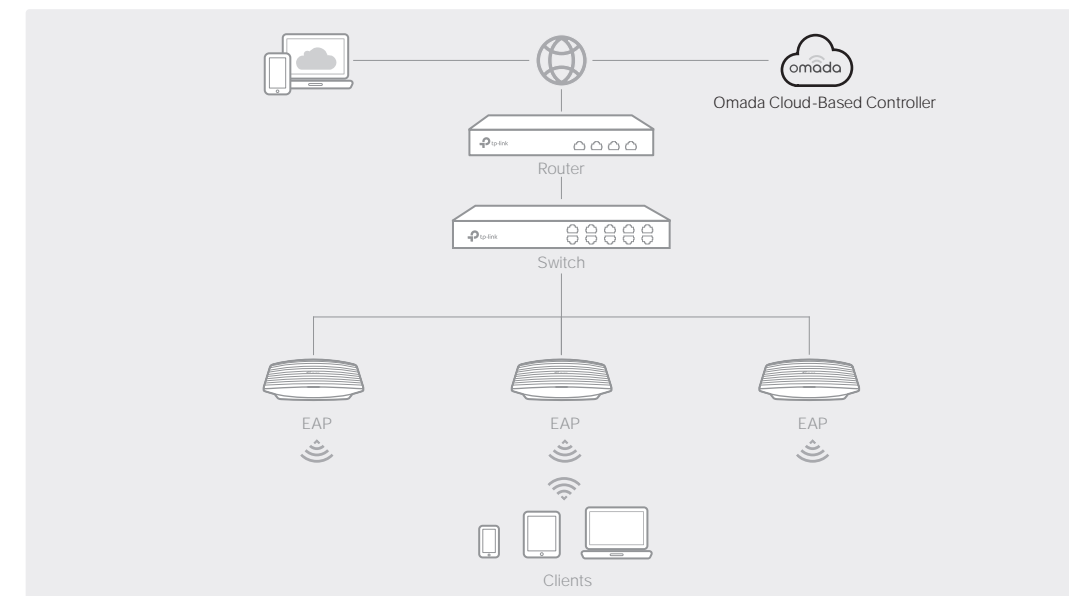 omada
Omada Cloud-Based Controller
tp-link
Router
tp-link
Switch
EAP EAP EAP
Clients